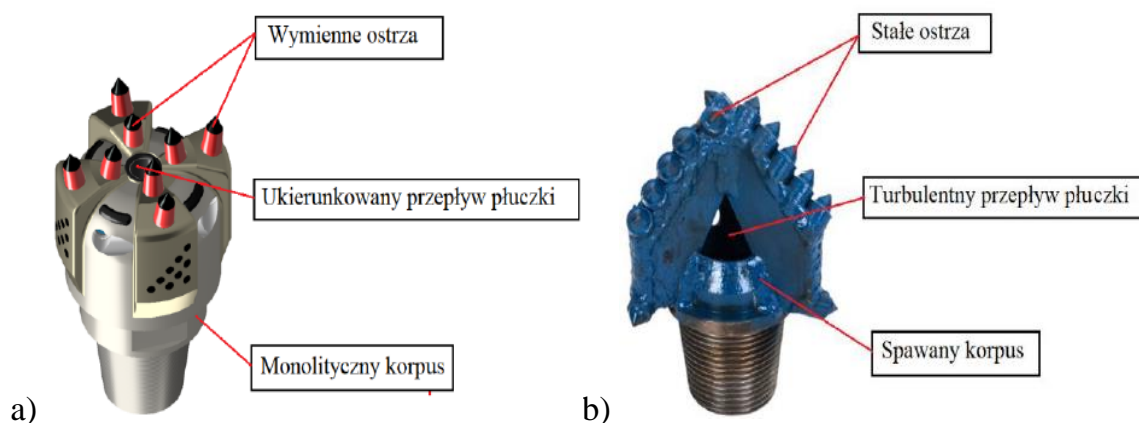 Wymienne ostrza
Ukierunkowany przepływ płuczki
Monolityczny korpus
a)
Stałe ostrza
Turbulentny przepływ płuczki
Spawany korpus
b)